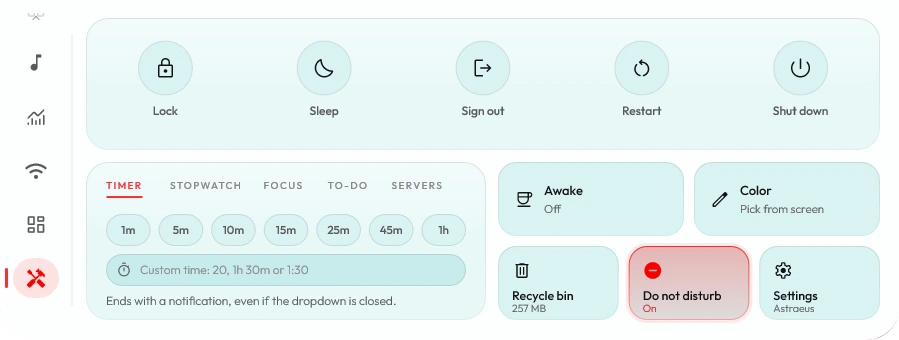 Lock
Sleep
Sign out
Restart
Shut down
TIMER
STOPWATCH
FOCUS
TO-DO
SERVERS
1m
5m
10m
15m
25m
45m
1h
Custom time: 20, 1h 30m or 1:30
Ends with a notification, even if the dropdown is closed.
Awake
Off
Color
Pick from screen
Recycle bin
257 MB
Do not disturb
On
Settings
Astraeus